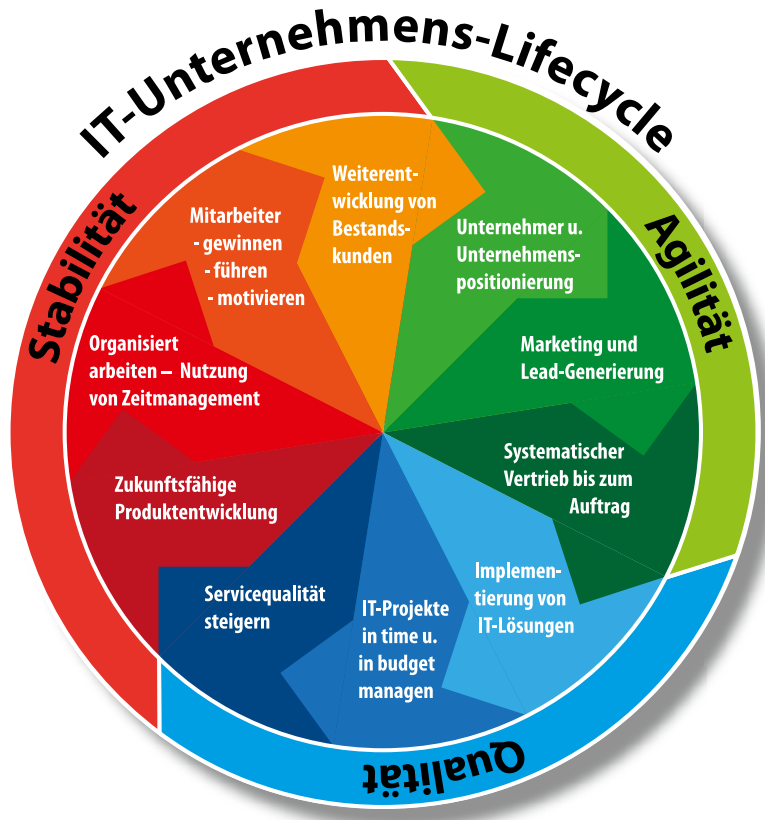 IT-Unternehmens-Lifecycle
Agilität
Qualität
Stabilität
Weiterent-
wicklung von
Bestands-
kunden
Unternehmer u.
Unternehmens-
positionierung
Marketing und
Lead-Generierung
Systematischer
Vertrieb bis zum
Auftrag
Implemen-
tierung von
IT-Lösungen
IT-Projekte
in time u.
in budget
managen
Servicequalität
steigern
Zukunftsfähige
Produktentwicklung
Organisiert
arbeiten – Nutzung
von Zeitmanagement
Mitarbeiter
- gewinnen
- führen
- motivieren